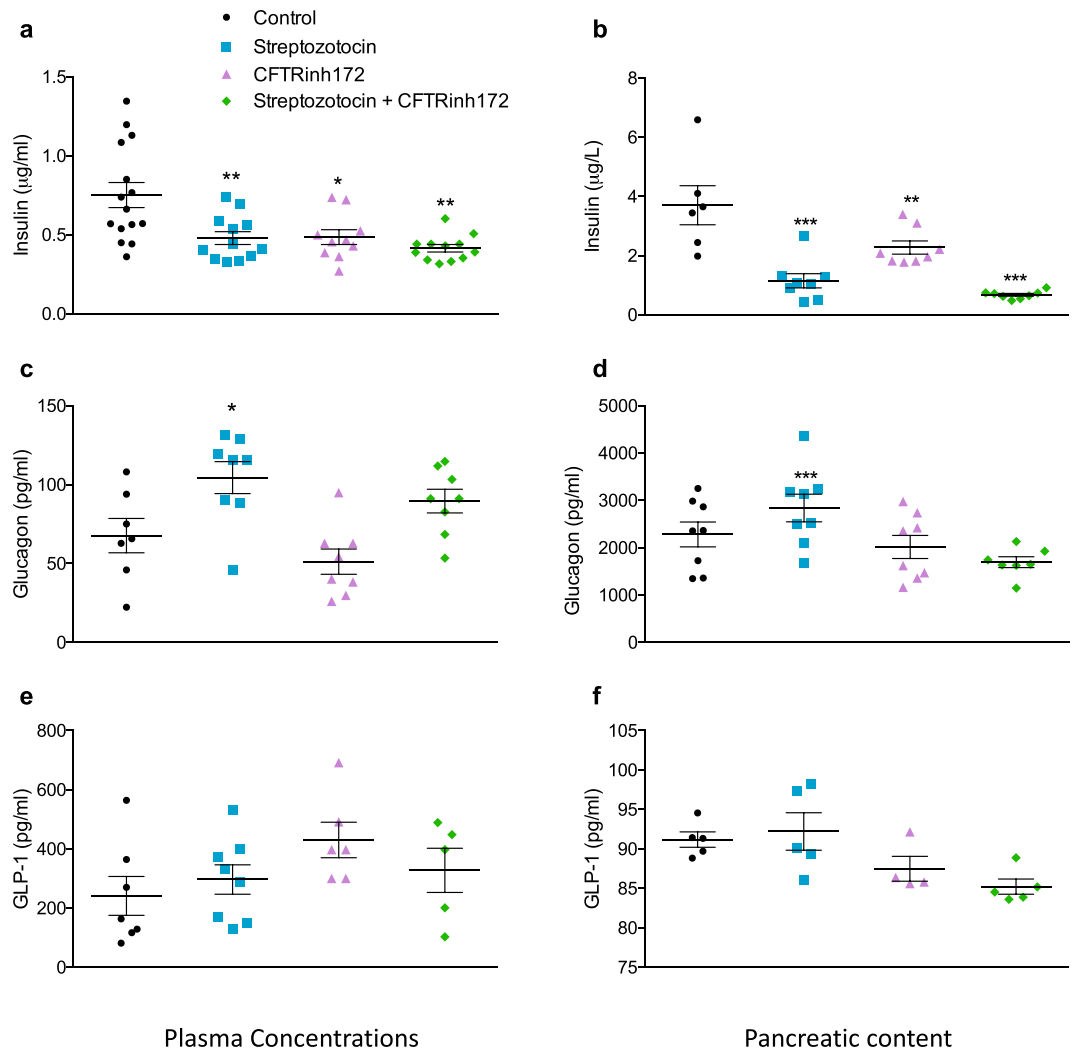 Control
a
Streptozotocin
b
CFTRinh172
Streptozotocin + CFTRinh172
1.5
1.0
0.5
0.0
Insulin (µg/ml)
**
*
**
8
6
4
2
0
Insulin (µg/L)
***
**
***
c
150
100
50
0
Glucagon (pg/ml)
*
d
5000
4000
3000
2000
1000
0
Glucagon (pg/ml)
***
e
800
600
400
200
0
GLP-1 (pg/ml)
f
105
100
95
90
85
80
75
GLP-1 (pg/ml)
Plasma Concentrations
Pancreatic content